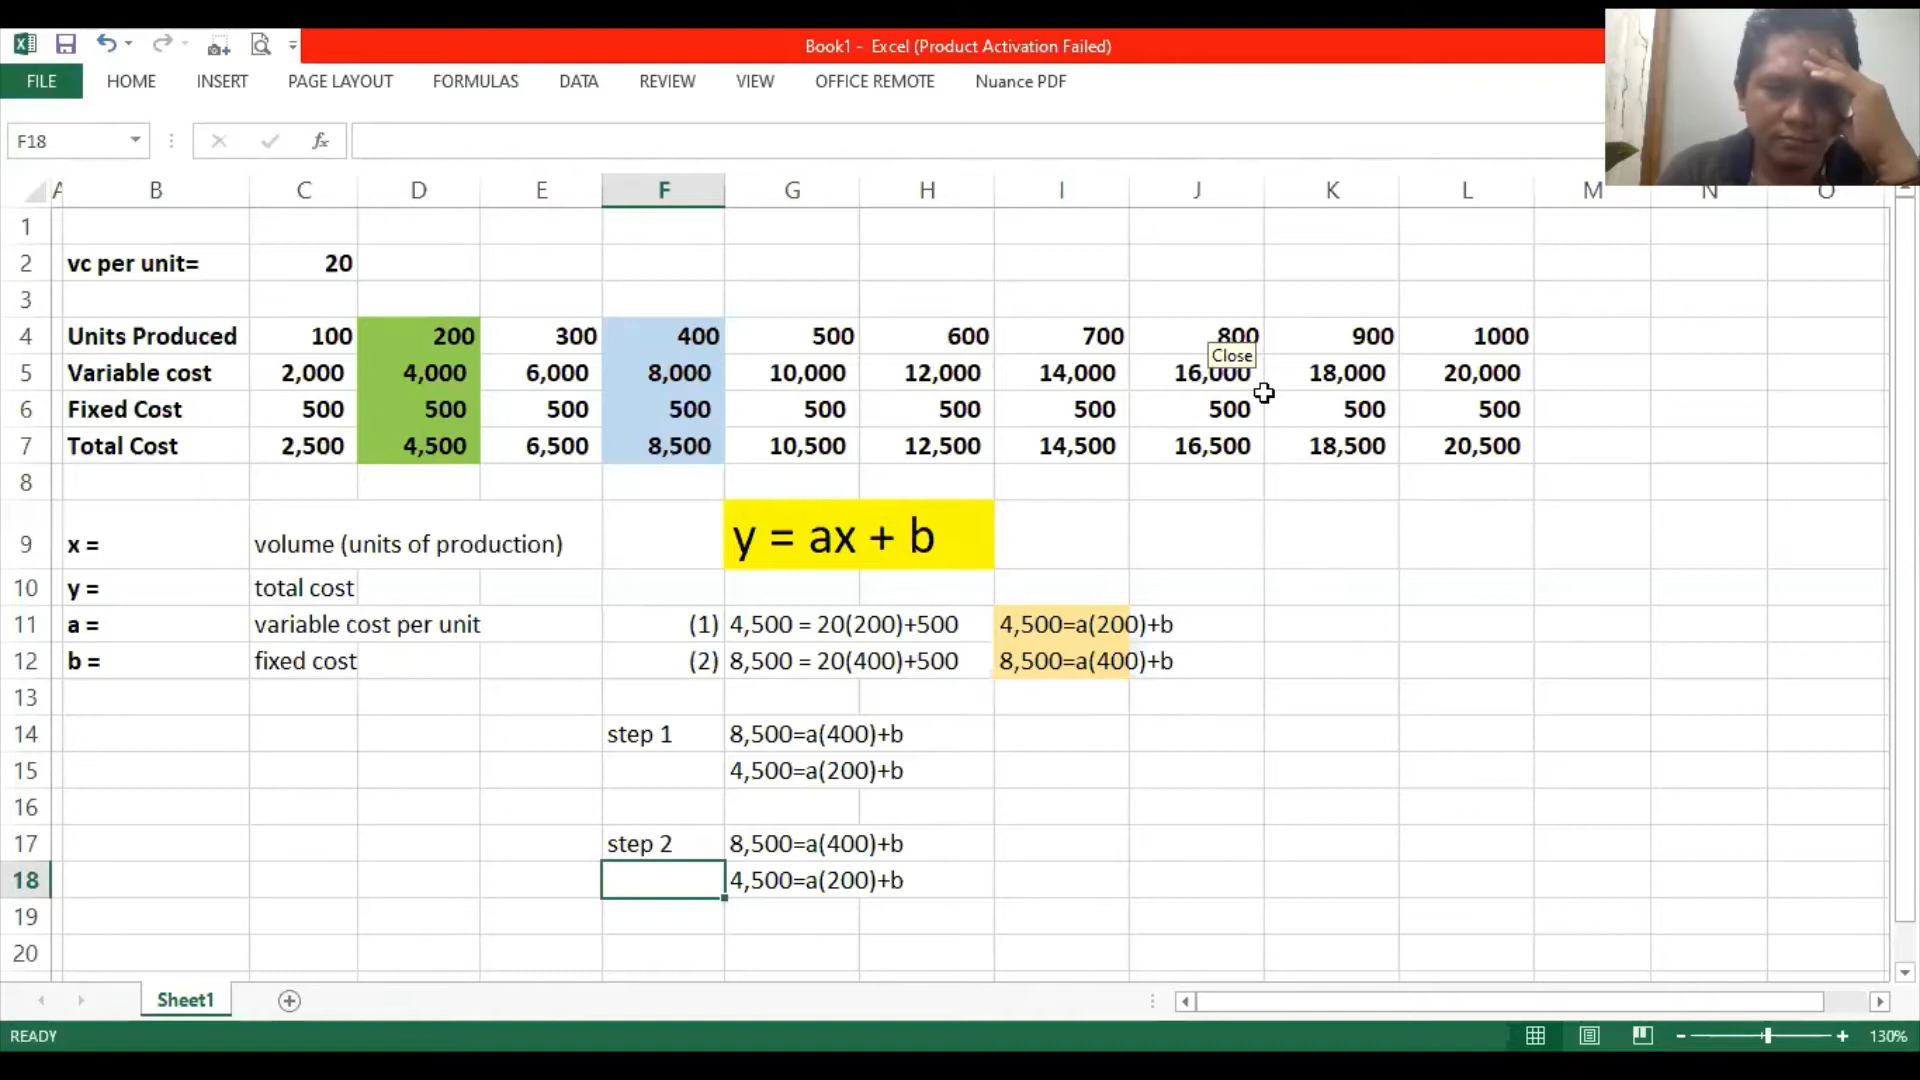 Book1 - Excel (Product Activation Failed)
FILE HOME INSERT PAGE LAYOUT FORMULAS DATA REVIEW VIEW OFFICE REMOTE Nuance PDF
F18 fx
A B C D E F G H I J K L M N O
1
2 vc per unit= 20
3
4 Units Produced 100 200 300 400 500 600 700 800 900 1000
Close
5 Variable cost 2,000 4,000 6,000 8,000 10,000 12,000 14,000 16,000 18,000 20,000
6 Fixed Cost 500 500 500 500 500 500 500 500 500 500
7 Total Cost 2,500 4,500 6,500 8,500 10,500 12,500 14,500 16,500 18,500 20,500
8
9 x = volume (units of production) y = ax + b
10 y = total cost
11 a = variable cost per unit (1) 4,500 = 20(200)+500 4,500=a(200)+b
12 b = fixed cost (2) 8,500 = 20(400)+500 8,500=a(400)+b
13
14 step 1 8,500=a(400)+b
15 4,500=a(200)+b
16
17 step 2 8,500=a(400)+b
18 4,500=a(200)+b
19
20
Sheet1
READY 130%